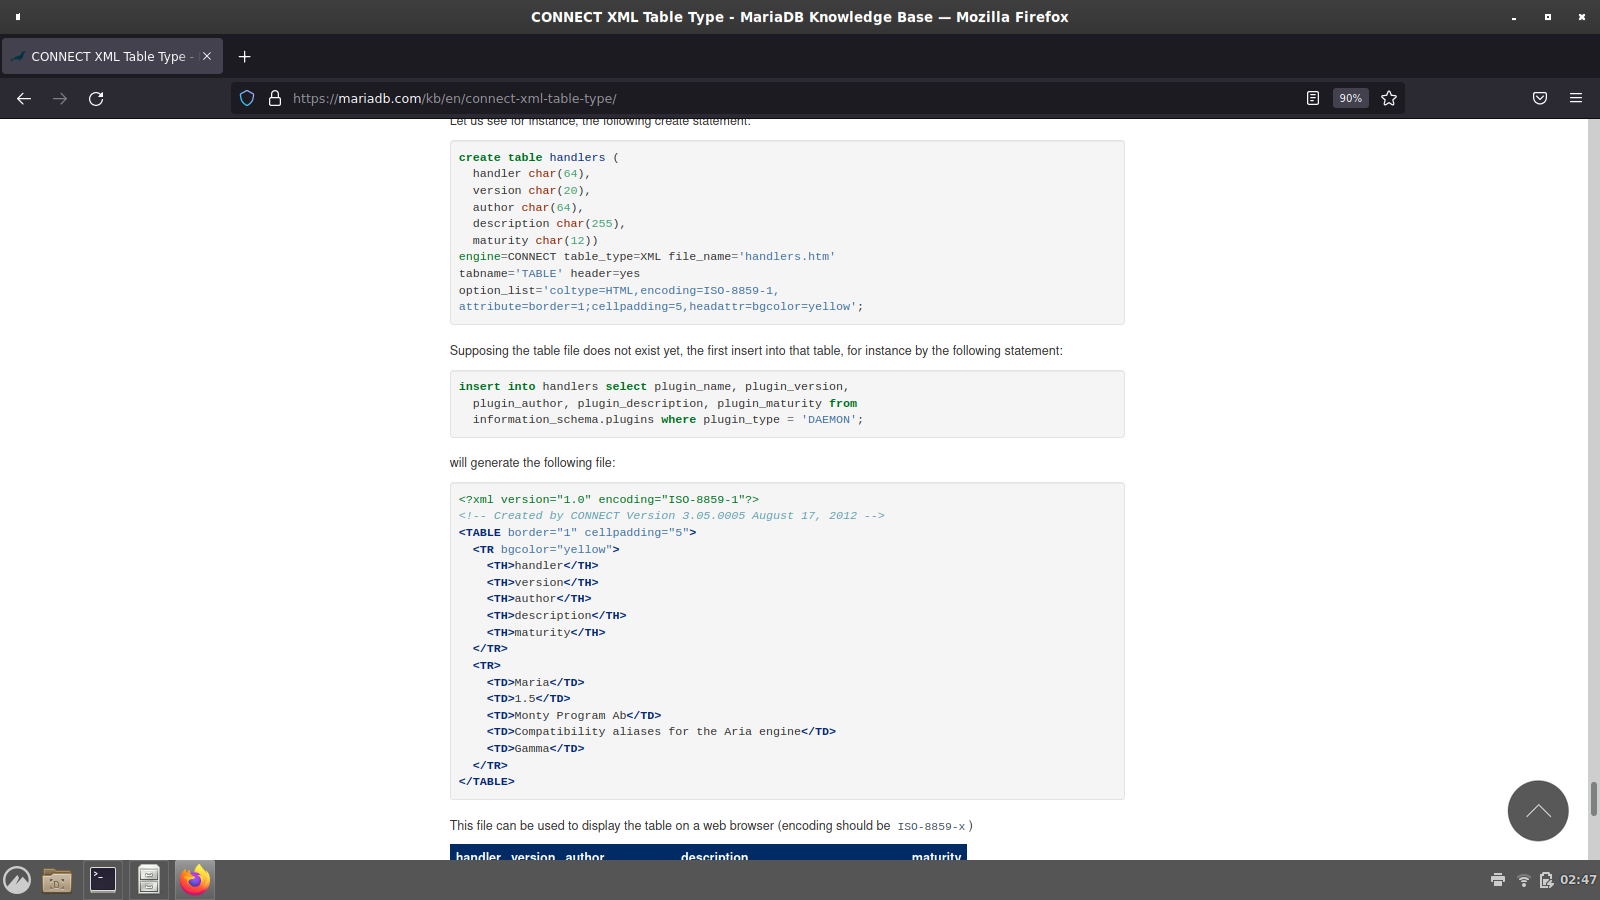 CONNECT XML Table Type - MariaDB Knowledge Base — Mozilla Firefox
CONNECT XML Table Type -
https://mariadb.com/kb/en/connect-xml-table-type/
90%
Let us see for instance, the following create statement:
create table handlers (
  handler char(64),
  version char(20),
  author char(64),
  description char(255),
  maturity char(12))
engine=CONNECT table_type=XML file_name='handlers.htm'
tabname='TABLE' header=yes
option_list='coltype=HTML,encoding=ISO-8859-1,
attribute=border=1;cellpadding=5,headattr=bgcolor=yellow';
Supposing the table file does not exist yet, the first insert into that table, for instance by the following statement:
insert into handlers select plugin_name, plugin_version,
  plugin_author, plugin_description, plugin_maturity from
  information_schema.plugins where plugin_type = 'DAEMON';
will generate the following file:
<?xml version="1.0" encoding="ISO-8859-1"?>
<!-- Created by CONNECT Version 3.05.0005 August 17, 2012 -->
<TABLE border="1" cellpadding="5">
  <TR bgcolor="yellow">
    <TH>handler</TH>
    <TH>version</TH>
    <TH>author</TH>
    <TH>description</TH>
    <TH>maturity</TH>
  </TR>
  <TR>
    <TD>Maria</TD>
    <TD>1.5</TD>
    <TD>Monty Program Ab</TD>
    <TD>Compatibility aliases for the Aria engine</TD>
    <TD>Gamma</TD>
  </TR>
</TABLE>
This file can be used to display the table on a web browser (encoding should be ISO-8859-x )
handler version author description maturity
02:47